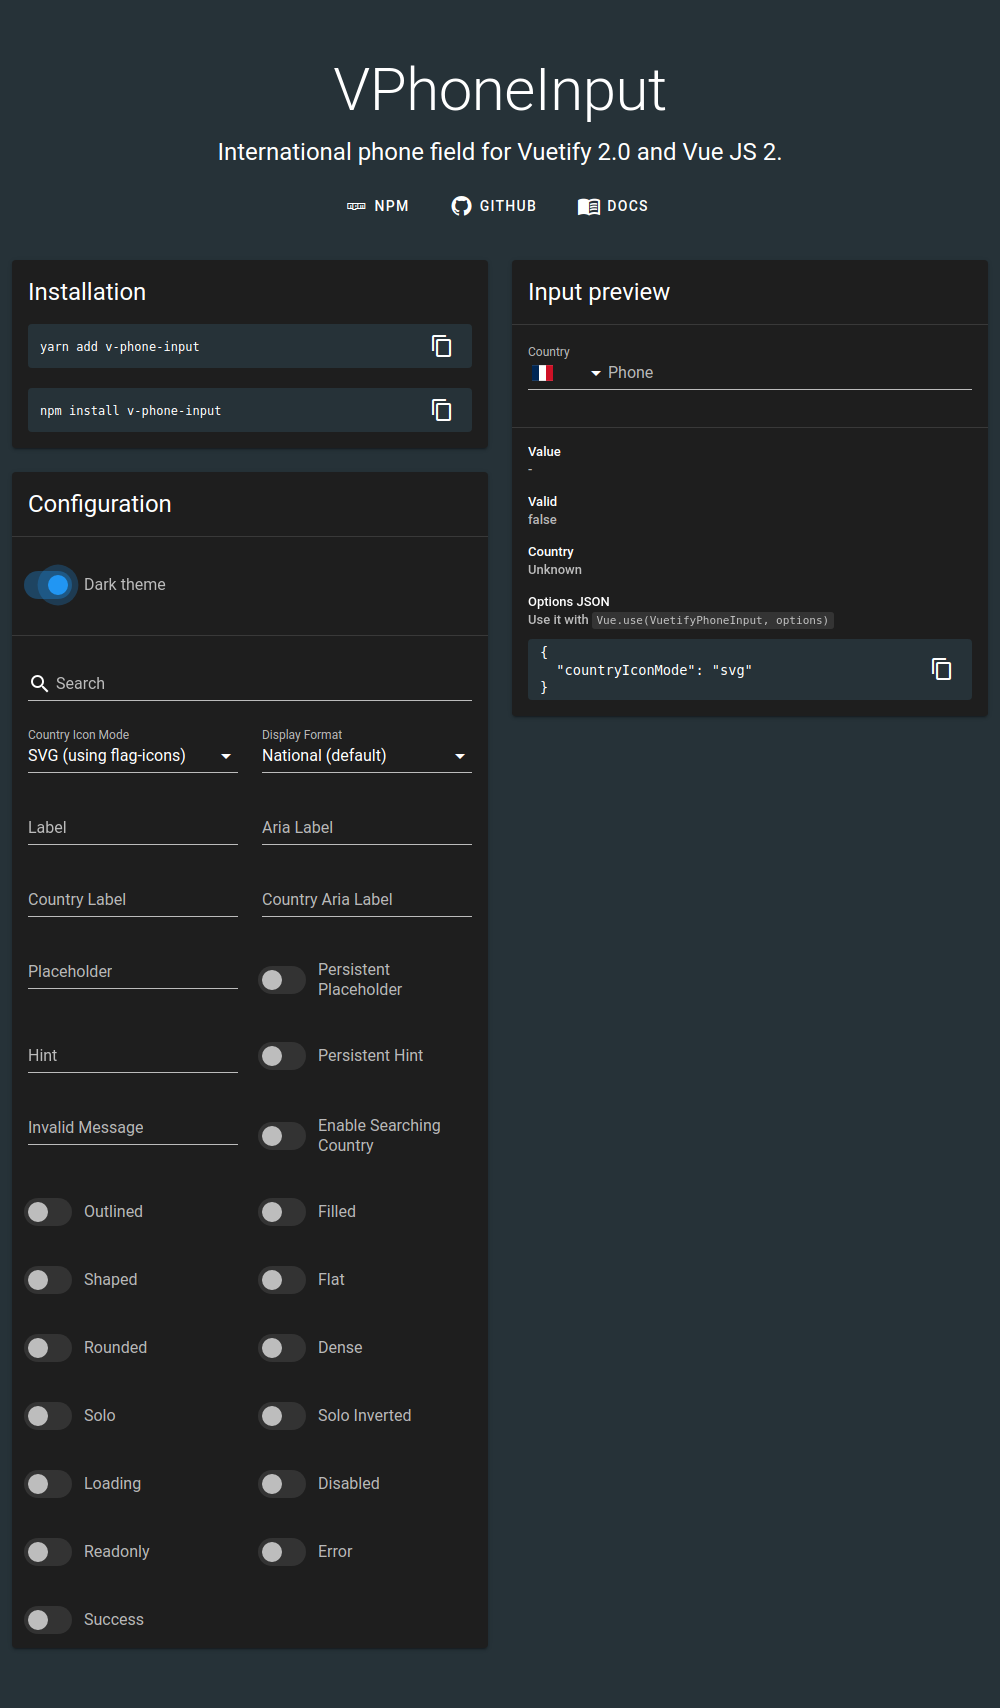 VPhoneInput
International phone field for Vuetify 2.0 and Vue JS 2.
NPM GITHUB DOCS
Installation
yarn add v-phone-input
npm install v-phone-input
Configuration
Dark theme
Search
Country Icon Mode Display Format
SVG (using flag-icons) National (default)
Label Aria Label
Country Label Country Aria Label
Placeholder Persistent
Placeholder
Hint Persistent Hint
Invalid Message Enable Searching
Country
Outlined Filled
Shaped Flat
Rounded Dense
Solo Solo Inverted
Loading Disabled
Readonly Error
Success
Input preview
Country
Phone
Value
-
Valid
false
Country
Unknown
Options JSON
Use it with Vue.use(VuetifyPhoneInput, options)
{
"countryIconMode": "svg"
}